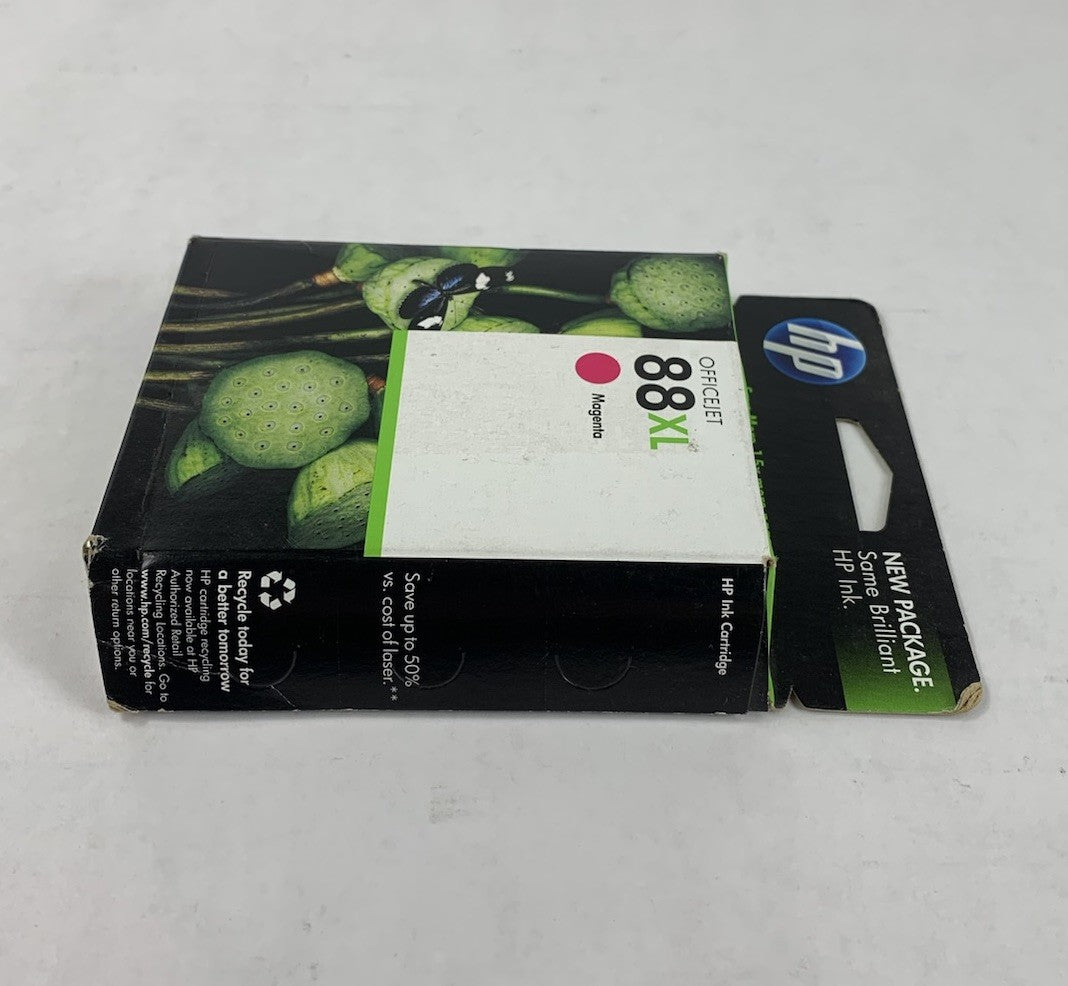 hp
NEW PACKAGE.
Same Brilliant
HP Ink.
OFFICEJET
88XL
Magenta
HP Ink Cartridge
Save up to 50%
vs. cost of laser.**
Recycle today for
a better tomorrow
HP cartridge recycling
now available at HP
Authorized Retail
Recycling Locations. Go to
www.hp.com/recycle for
locations near you or
other return options.